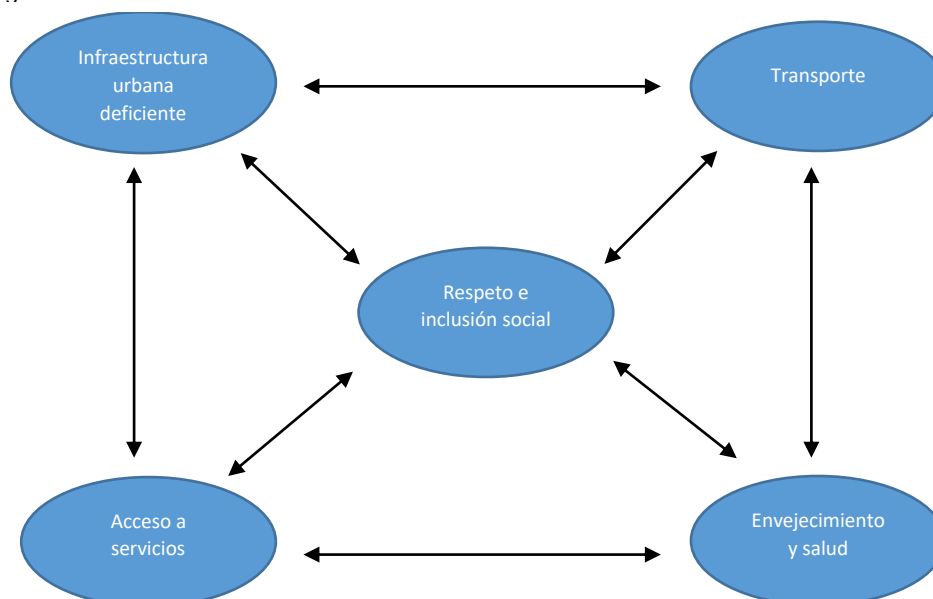 Infraestructura
urbana
deficiente
Transporte
Respeto e
inclusión social
Acceso a
servicios
Envejecimiento
y salud